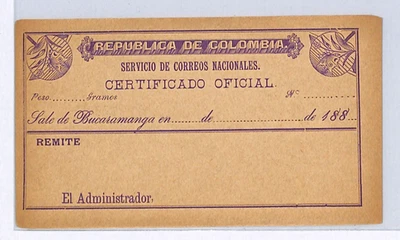 REPUBLICA DE COLOMBIA.
SERVICIO DE CORREOS NACIONALES.
CERTIFICADO OFICIAL.
Peso.........Gramos Nº............
Sale de Bucaramanga en........de....................de 188....
REMITE
El Administrador,